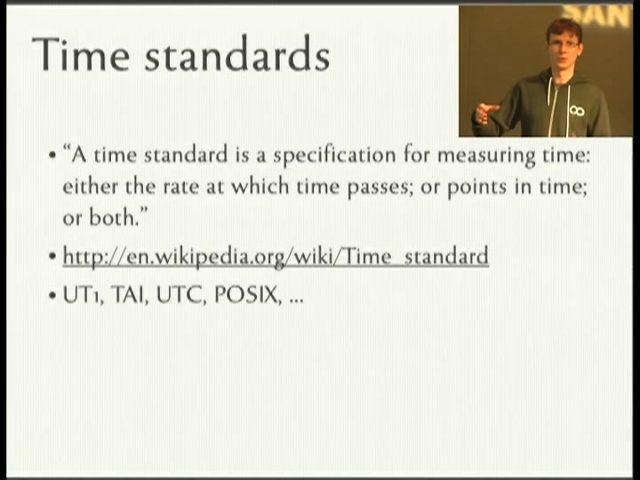 SAN
Time standards
• “A time standard is a specification for measuring time:
either the rate at which time passes; or points in time;
or both.”
• http://en.wikipedia.org/wiki/Time_standard
• UT1, TAI, UTC, POSIX, ...